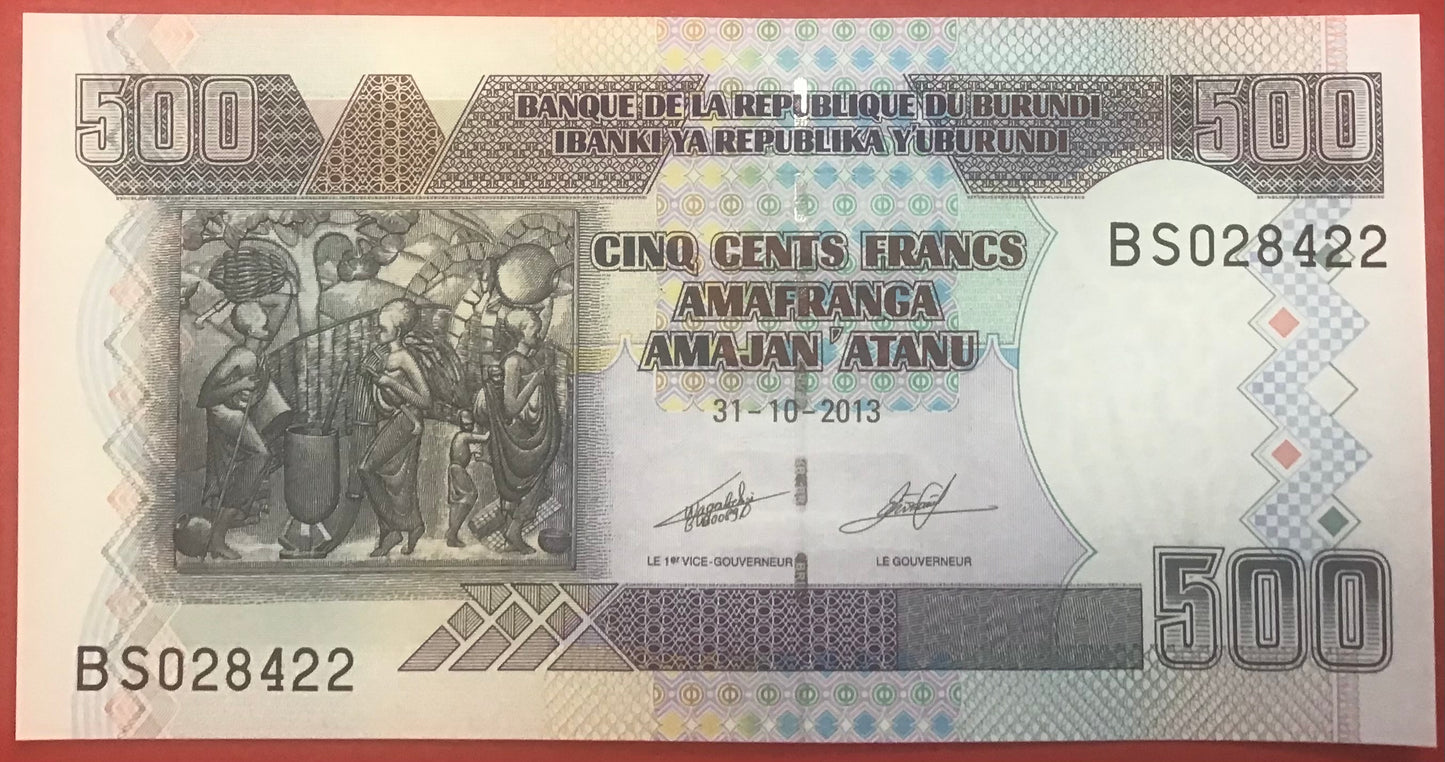 500
BANQUE DE LA REPUBLIQUE DU BURUNDI
IBANKI YA REPUBLIKA Y'UBURUNDI
500
BS028422
CINQ CENTS FRANCS
AMAFRANGA
AMAJAN'ATANU
31-10-2013
LE 1er VICE-GOUVERNEUR
LE GOUVERNEUR
500
BS028422